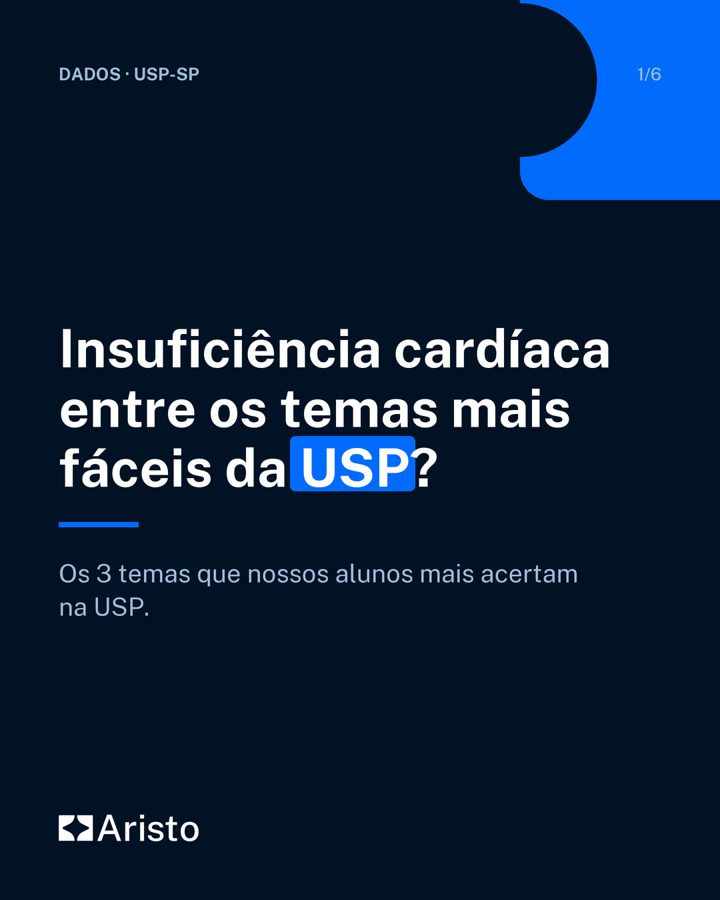 DADOS · USP-SP
1/6
Insuficiência cardíaca
entre os temas mais
fáceis da USP?
Os 3 temas que nossos alunos mais acertam
na USP.
Aristo